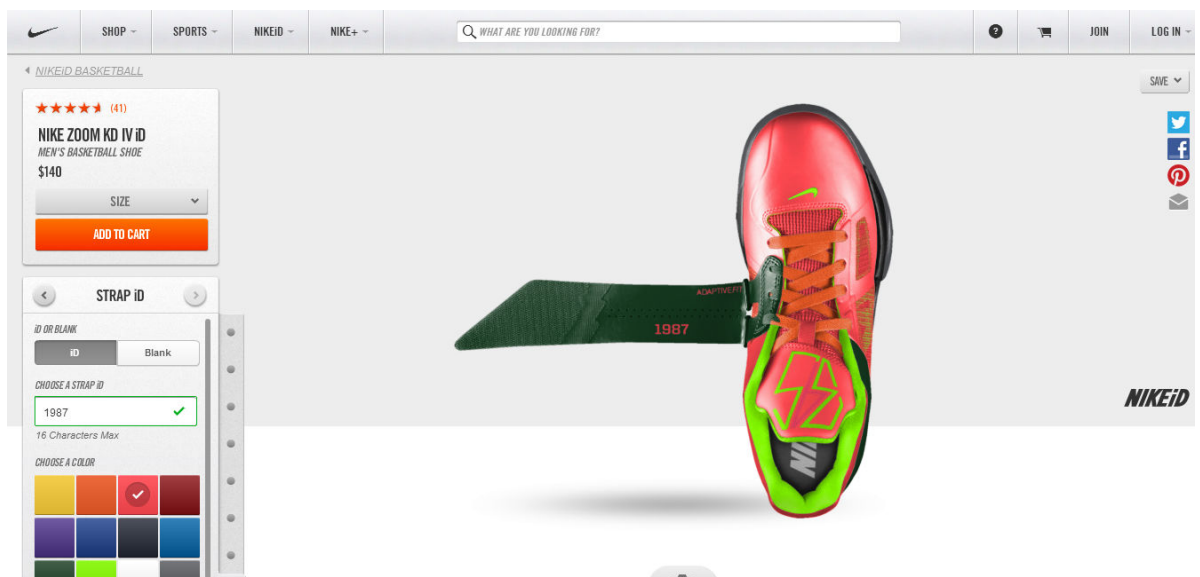 SHOP
SPORTS
NIKEiD
NIKE+
WHAT ARE YOU LOOKING FOR?
?
JOIN
LOG IN
NIKEiD BASKETBALL
SAVE
(41)
NIKE ZOOM KD IV iD
MEN'S BASKETBALL SHOE
$140
SIZE
ADD TO CART
STRAP iD
iD OR BLANK
iD
Blank
CHOOSE A STRAP iD
1987
16 Characters Max
CHOOSE A COLOR
ADAPTIVE FIT
1987
NIKEiD